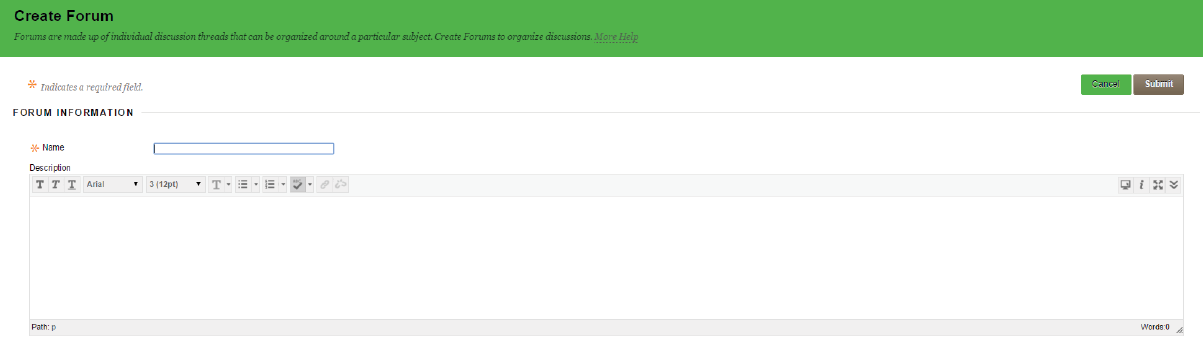 Create Forum
Forums are made up of individual discussion threads that can be organized around a particular subject. Create Forums to organize discussions. More Help
Indicates a required field.
Cancel Submit
FORUM INFORMATION
Name
Description
T T T Arial 3 (12pt) T
Path: p Words:0